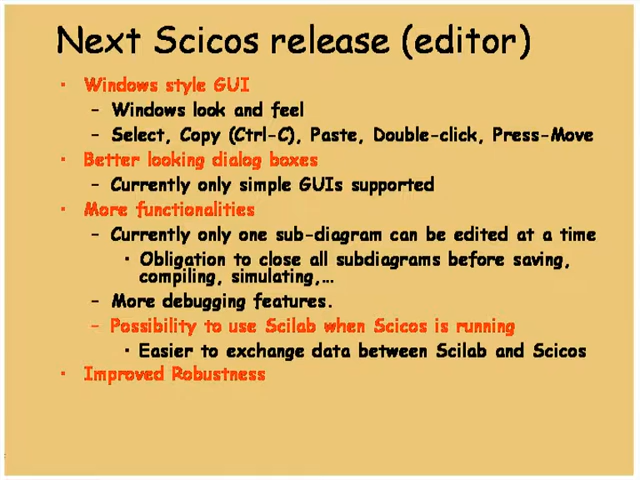 Next Scicos release (editor)
• Windows style GUI
– Windows look and feel
– Select, Copy (Ctrl-C), Paste, Double-click, Press-Move
• Better looking dialog boxes
– Currently only simple GUIs supported
• More functionalities
– Currently only one sub-diagram can be edited at a time
• Obligation to close all subdiagrams before saving,
compiling, simulating,...
– More debugging features.
– Possibility to use Scilab when Scicos is running
• Easier to exchange data between Scilab and Scicos
• Improved Robustness